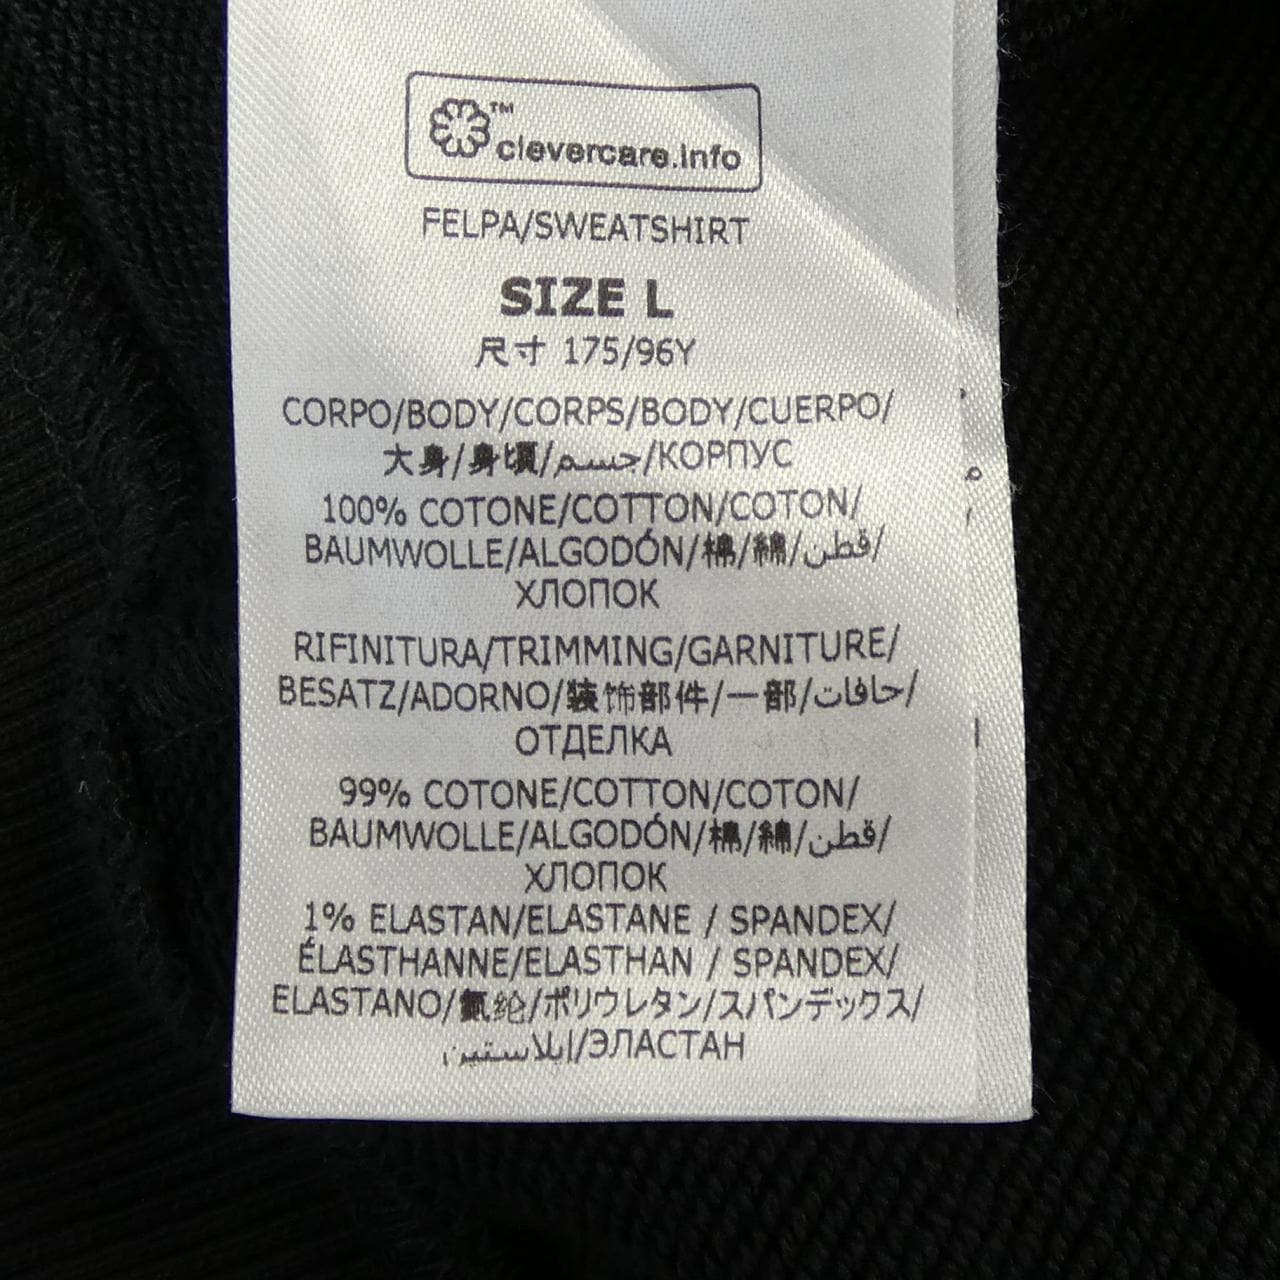 ™
clevercare.info
FELPA/SWEATSHIRT
SIZE L
尺寸 175/96Y
CORPO/BODY/CORPS/BODY/CUERPO/
大身/身頃/جسم/КОРПУС
100% COTONE/COTTON/COTON/
BAUMWOLLE/ALGODÓN/棉/綿/قطن/
ХЛОПОК
RIFINITURA/TRIMMING/GARNITURE/
BESATZ/ADORNO/装饰部件/一部/حافات/
ОТДЕЛКА
99% COTONE/COTTON/COTON/
BAUMWOLLE/ALGODÓN/棉/綿/قطن/
ХЛОПОК
1% ELASTAN/ELASTANE / SPANDEX/
ÉLASTHANNE/ELASTHAN / SPANDEX/
ELASTANO/氨纶/ポリウレタン/スパンデックス/
إيلاستين/ЭЛАСТАН